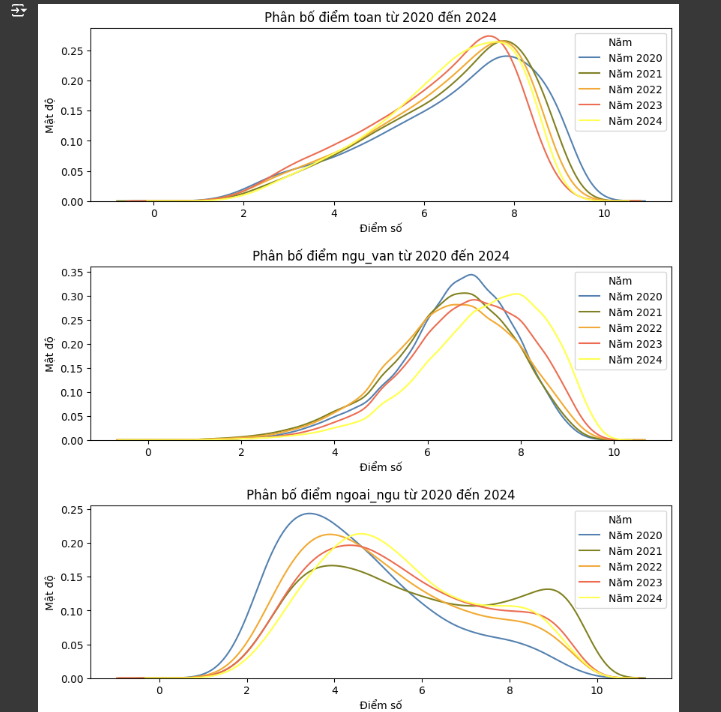 Phân bố điểm toan từ 2020 đến 2024
Mật độ
0.25
0.20
0.15
0.10
0.05
0.00
0 2 4 6 8 10
Điểm số
Năm
Năm 2020
Năm 2021
Năm 2022
Năm 2023
Năm 2024
Phân bố điểm ngu_van từ 2020 đến 2024
Mật độ
0.35
0.30
0.25
0.20
0.15
0.10
0.05
0.00
0 2 4 6 8 10
Điểm số
Năm
Năm 2020
Năm 2021
Năm 2022
Năm 2023
Năm 2024
Phân bố điểm ngoai_ngu từ 2020 đến 2024
Mật độ
0.25
0.20
0.15
0.10
0.05
0.00
0 2 4 6 8 10
Điểm số
Năm
Năm 2020
Năm 2021
Năm 2022
Năm 2023
Năm 2024